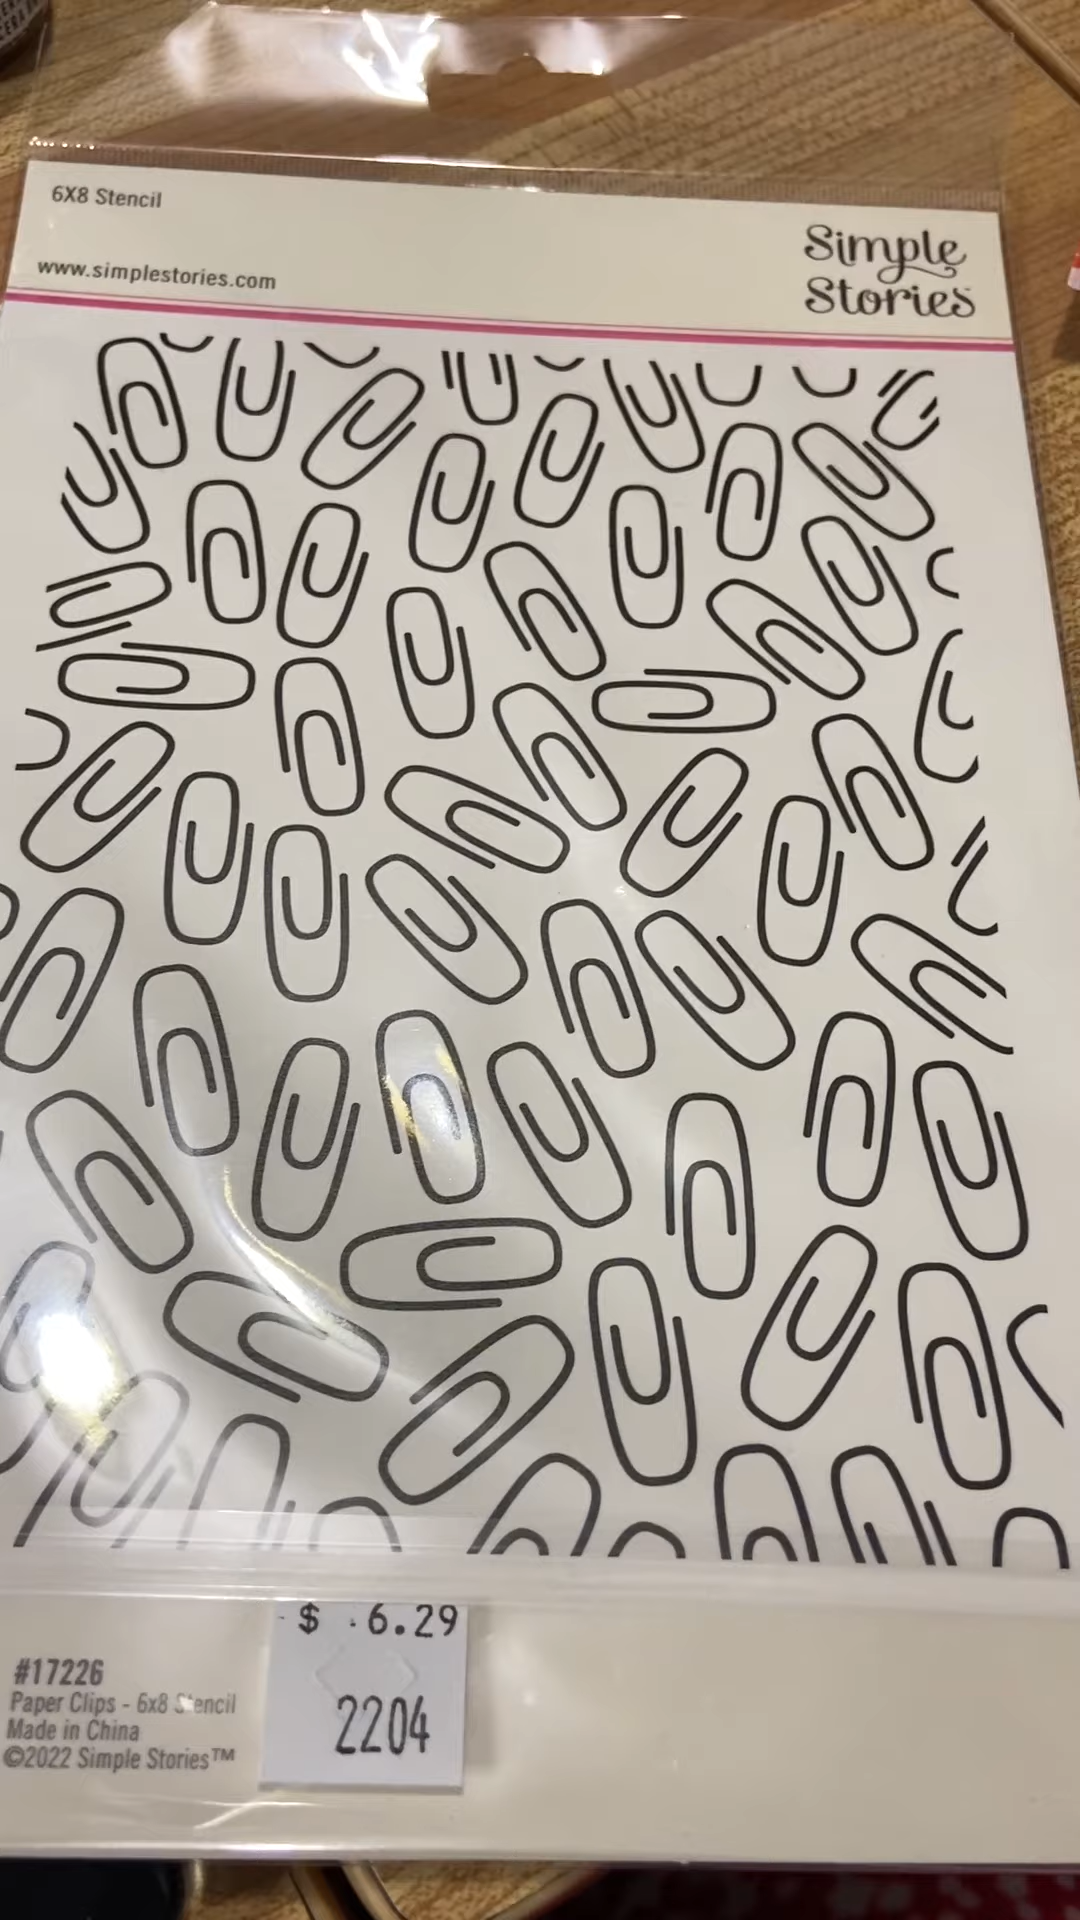 6X8 Stencil
www.simplestories.com
Simple
Stories
$ .6.29
2204
#17226
Paper Clips - 6x8 Stencil
Made in China
©2022 Simple Stories™